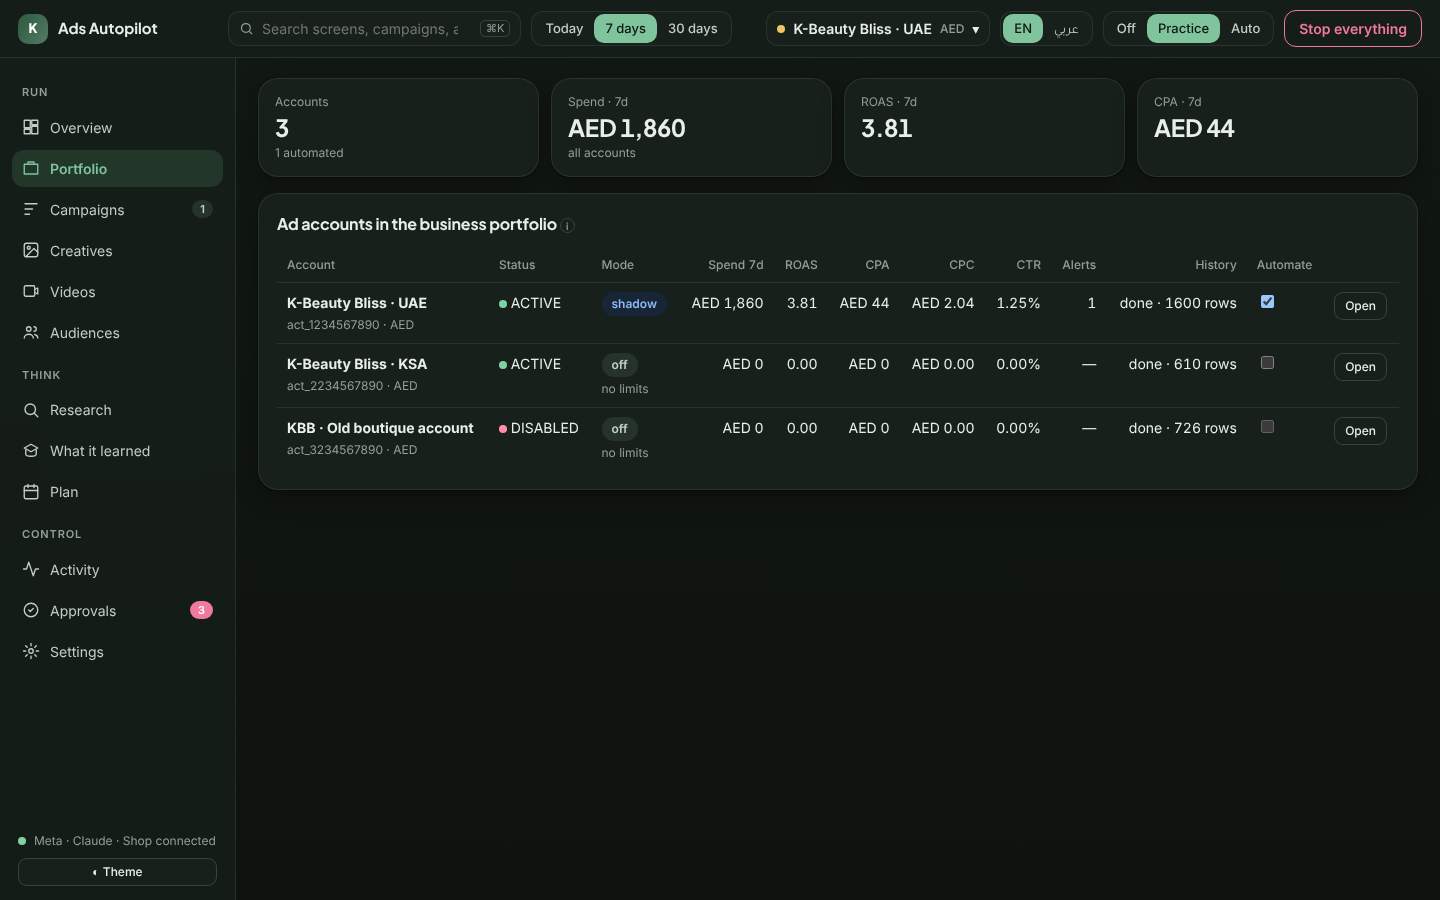 K Ads Autopilot
Search screens, campaigns, ⌘K
Today 7 days 30 days
K-Beauty Bliss · UAE AED ▾
EN عربي
Off Practice Auto
Stop everything
RUN
Overview
Portfolio
Campaigns 1
Creatives
Videos
Audiences
THINK
Research
What it learned
Plan
CONTROL
Activity
Approvals 3
Settings
Meta · Claude · Shop connected
Theme
Accounts
3
1 automated
Spend · 7d
AED 1,860
all accounts
ROAS · 7d
3.81
CPA · 7d
AED 44
Ad accounts in the business portfolio i
Account Status Mode Spend 7d ROAS CPA CPC CTR Alerts History Automate
K-Beauty Bliss · UAE ACTIVE shadow AED 1,860 3.81 AED 44 AED 2.04 1.25% 1 done · 1600 rows Open
act_1234567890 · AED
K-Beauty Bliss · KSA ACTIVE off AED 0 0.00 AED 0 AED 0.00 0.00% — done · 610 rows Open
act_2234567890 · AED no limits
KBB · Old boutique account DISABLED off AED 0 0.00 AED 0 AED 0.00 0.00% — done · 726 rows Open
act_3234567890 · AED no limits